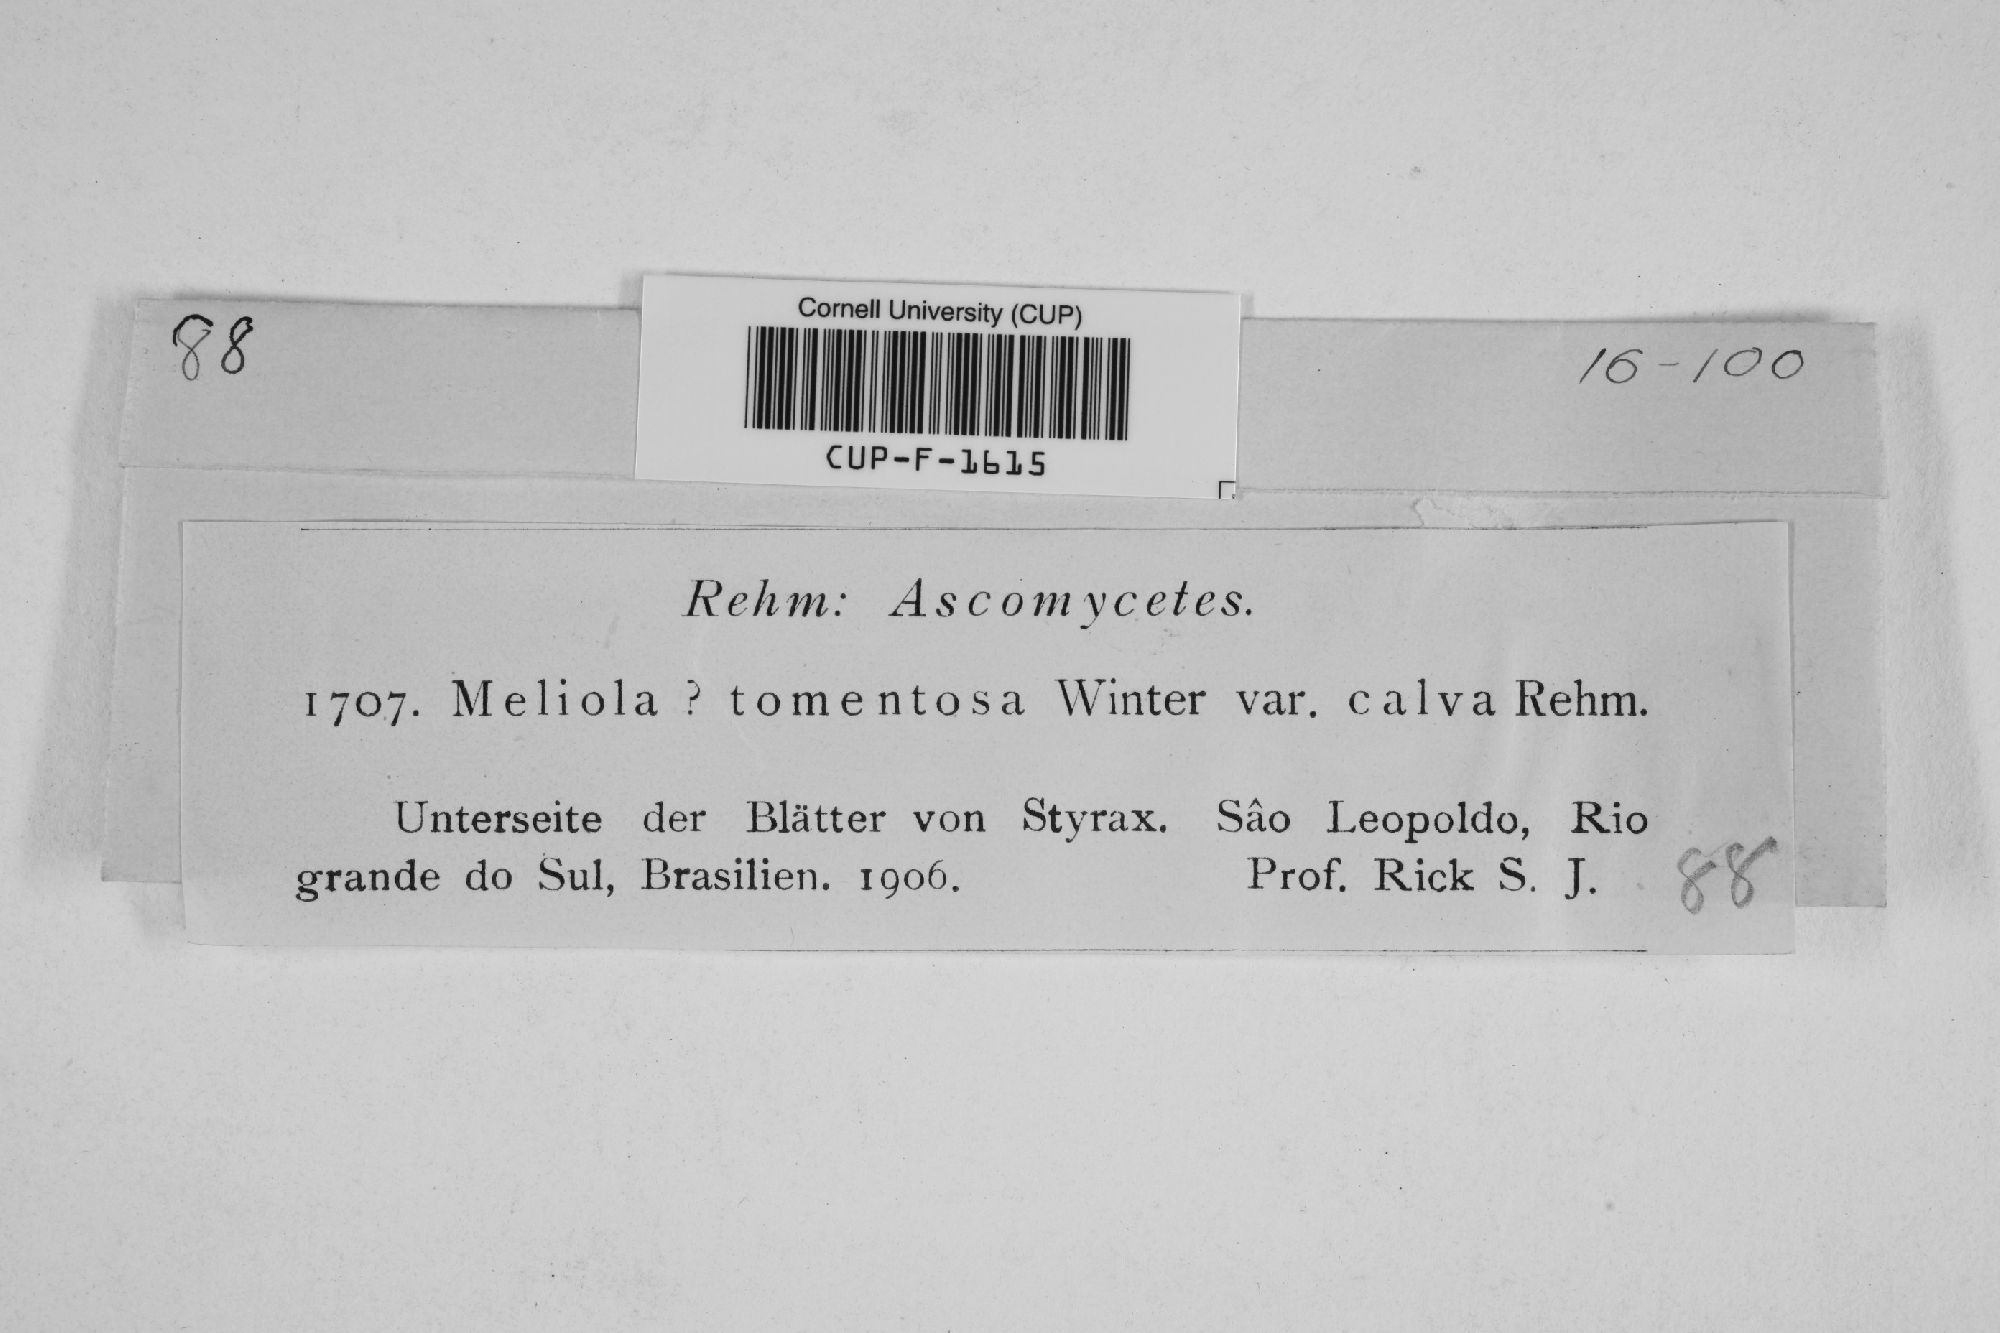 88
Cornell University (CUP)
16-100
CUP-F-1615
Rehm: Ascomycetes.
1707. Meliola ? tomentosa Winter var. calva Rehm.
Unterseite der Blätter von Styrax. Sâo Leopoldo, Rio
grande do Sul, Brasilien. 1906. Prof. Rick S. J.
88